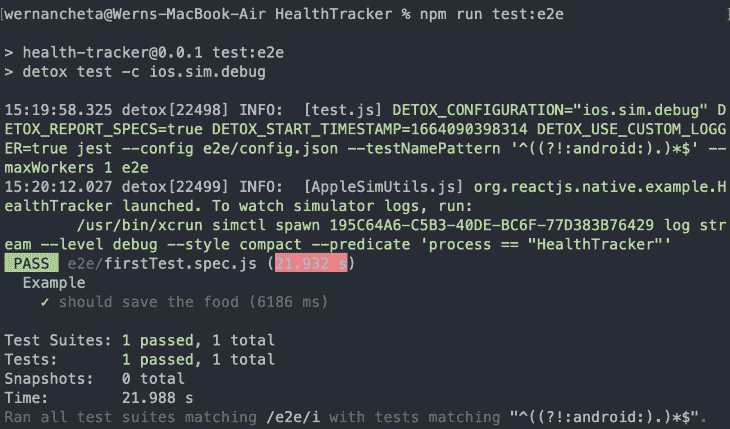 [wernancheta@Werns-MacBook-Air HealthTracker % npm run test:e2e ]
> health-tracker@0.0.1 test:e2e
> detox test -c ios.sim.debug
15:19:58.325 detox[22498] INFO:  [test.js] DETOX_CONFIGURATION="ios.sim.debug" D
ETOX_REPORT_SPECS=true DETOX_START_TIMESTAMP=1664090398314 DETOX_USE_CUSTOM_LOGG
ER=true jest --config e2e/config.json --testNamePattern '^((?!:android:).)*$' --
maxWorkers 1 e2e
15:20:12.027 detox[22499] INFO:  [AppleSimUtils.js] org.reactjs.native.example.H
ealthTracker launched. To watch simulator logs, run:
        /usr/bin/xcrun simctl spawn 195C64A6-C5B3-40DE-BC6F-77D383B76429 log str
eam --level debug --style compact --predicate 'process == "HealthTracker"'
PASS e2e/firstTest.spec.js (21.932 s)
  Example
    ✓ should save the food (6186 ms)
Test Suites: 1 passed, 1 total
Tests:       1 passed, 1 total
Snapshots:   0 total
Time:        21.988 s
Ran all test suites matching /e2e/i with tests matching "^((?!:android:).)*$".